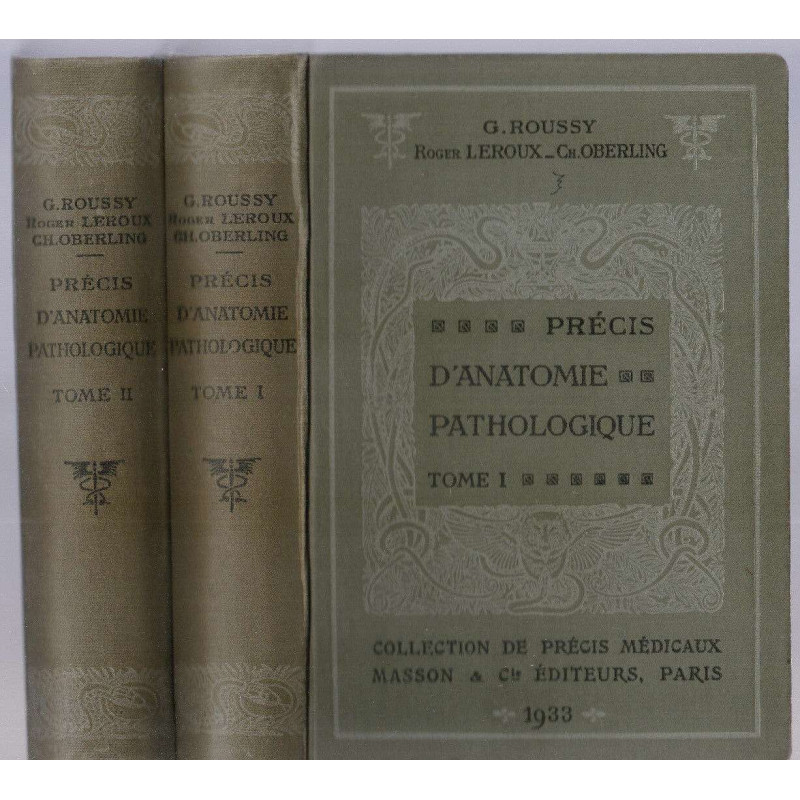 G. ROUSSY
ROGER LEROUX
CH. OBERLING
PRÉCIS
D'ANATOMIE
PATHOLOGIQUE
TOME II
G. ROUSSY
ROGER LEROUX
CH. OBERLING
PRÉCIS
D'ANATOMIE
PATHOLOGIQUE
TOME I
G. ROUSSY
ROGER LEROUX _ CH. OBERLING
PRÉCIS
D'ANATOMIE
PATHOLOGIQUE
TOME I
COLLECTION DE PRÉCIS MÉDICAUX
MASSON & Cie ÉDITEURS, PARIS
1933